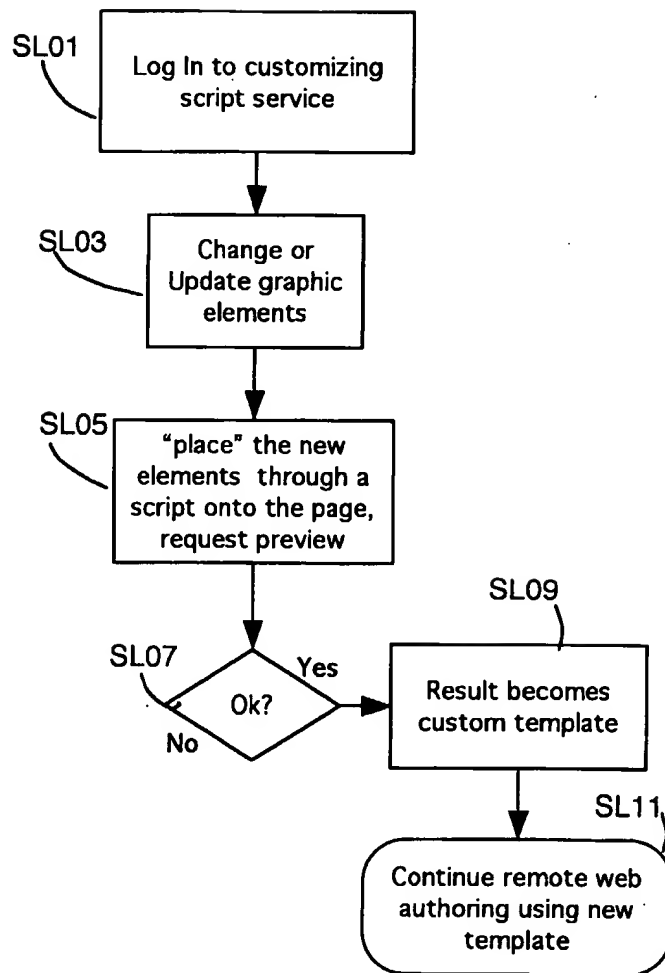 SL01
Log In to customizing
script service
SL03
Change or
Update graphic
elements
SL05
“place” the new
elements through a
script onto the page,
request preview
SL07
Ok?
Yes
No
SL09
Result becomes
custom template
SL11
Continue remote web
authoring using new
template